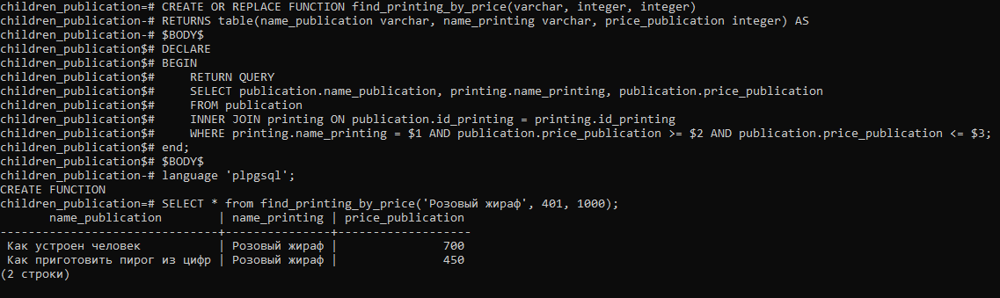 children_publication=# CREATE OR REPLACE FUNCTION find_printing_by_price(varchar, integer, integer)
children_publication-# RETURNS table(name_publication varchar, name_printing varchar, price_publication integer) AS
children_publication-# $BODY$
children_publication$# DECLARE
children_publication$# BEGIN
children_publication$#     RETURN QUERY
children_publication$#     SELECT publication.name_publication, printing.name_printing, publication.price_publication
children_publication$#     FROM publication
children_publication$#     INNER JOIN printing ON publication.id_printing = printing.id_printing
children_publication$#     WHERE printing.name_printing = $1 AND publication.price_publication >= $2 AND publication.price_publication <= $3;
children_publication$# end;
children_publication$# $BODY$
children_publication-# language 'plpgsql';
CREATE FUNCTION
children_publication=# SELECT * from find_printing_by_price('Розовый жираф', 401, 1000);
       name_publication        | name_printing | price_publication
-------------------------------+---------------+-------------------
 Как устроен человек           | Розовый жираф |               700
 Как приготовить пирог из цифр | Розовый жираф |               450
(2 строки)